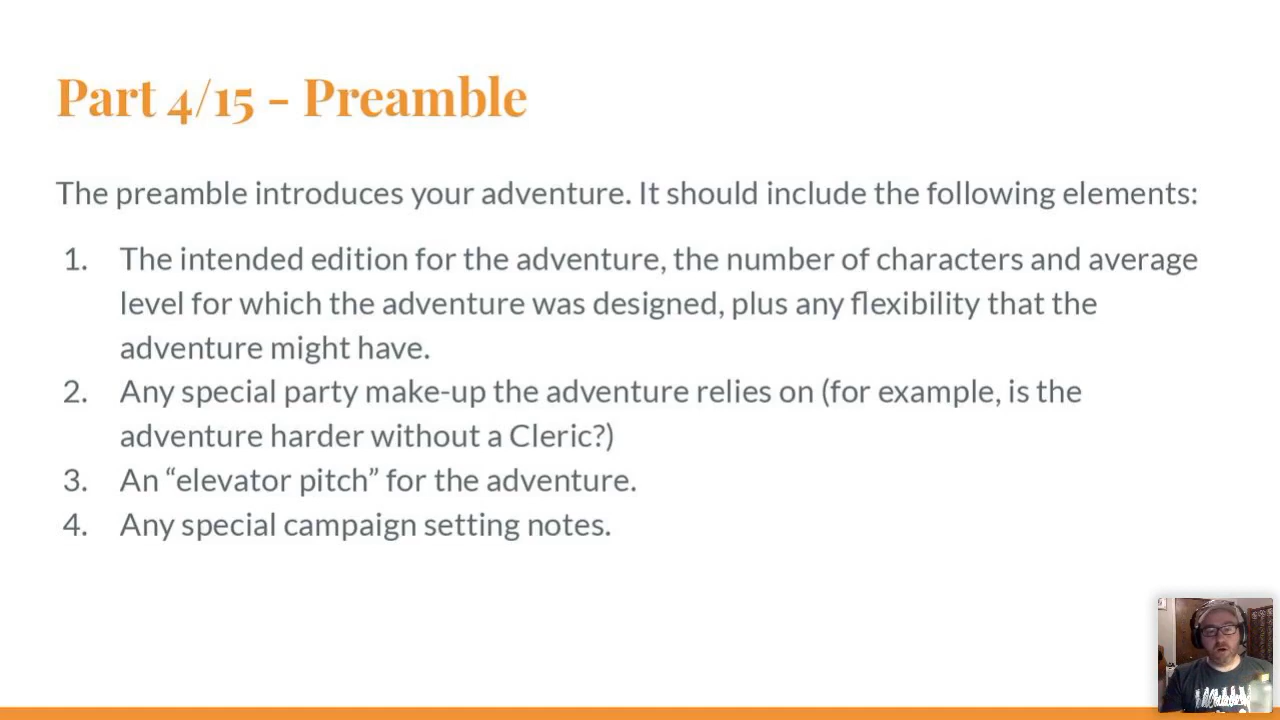 Part 4/15 - Preamble
The preamble introduces your adventure. It should include the following elements:
1. The intended edition for the adventure, the number of characters and average
level for which the adventure was designed, plus any flexibility that the
adventure might have.
2. Any special party make-up the adventure relies on (for example, is the
adventure harder without a Cleric?)
3. An “elevator pitch” for the adventure.
4. Any special campaign setting notes.